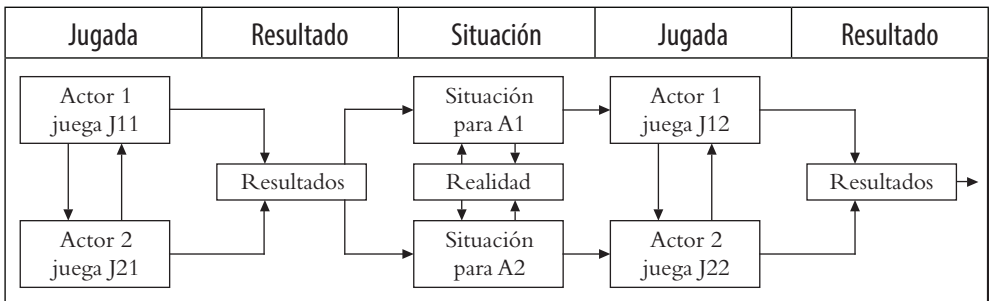 Jugada
Resultado
Situación
Jugada
Resultado
Actor 1
juega J11
Resultados
Actor 2
juega J21
Situación
para A1
Realidad
Situación
para A2
Actor 1
juega J12
Actor 2
juega J22
Resultados